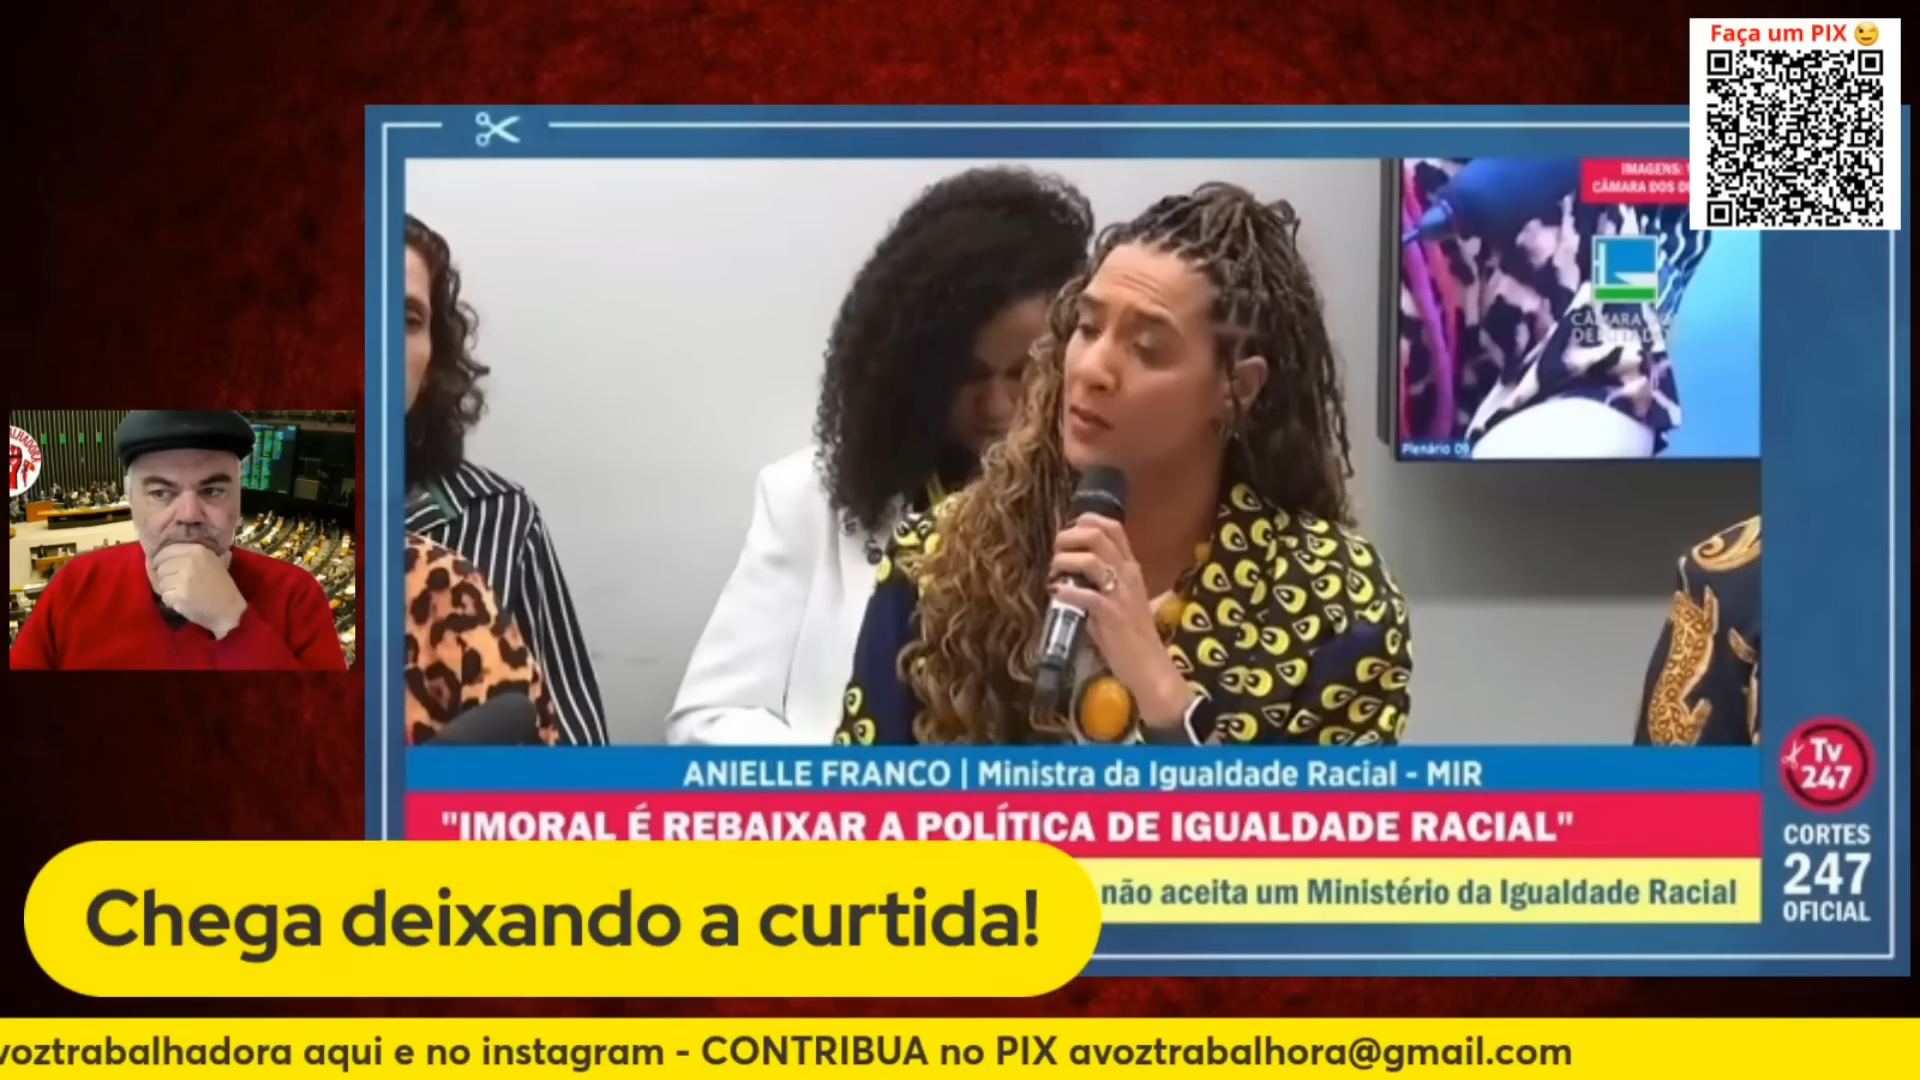 Faça um PIX 😉
IMAGENS:
CÂMARA DOS
CÂMARA
Plenário 09
ANIELLE FRANCO | Ministra da Igualdade Racial - MIR
"IMORAL É REBAIXAR A POLÍTICA DE IGUALDADE RACIAL"
não aceita um Ministério da Igualdade Racial
Tv
247
CORTES
247
OFICIAL
Chega deixando a curtida!
voztrabalhadora aqui e no instagram - CONTRIBUA no PIX avoztrabalhora@gmail.com